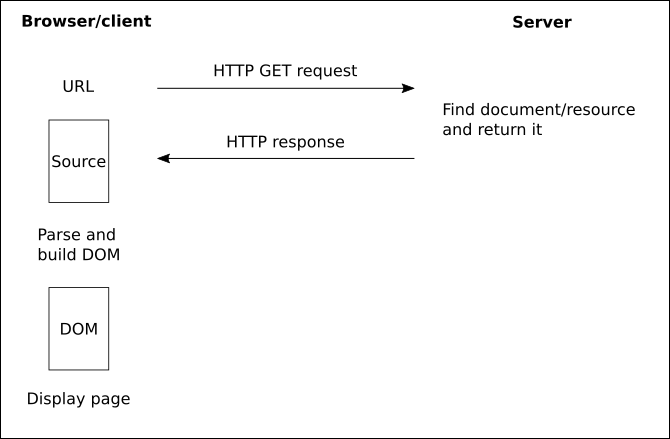 Browser/client
Server
URL
HTTP GET request
Find document/resource
and return it
HTTP response
Source
Parse and
build DOM
DOM
Display page